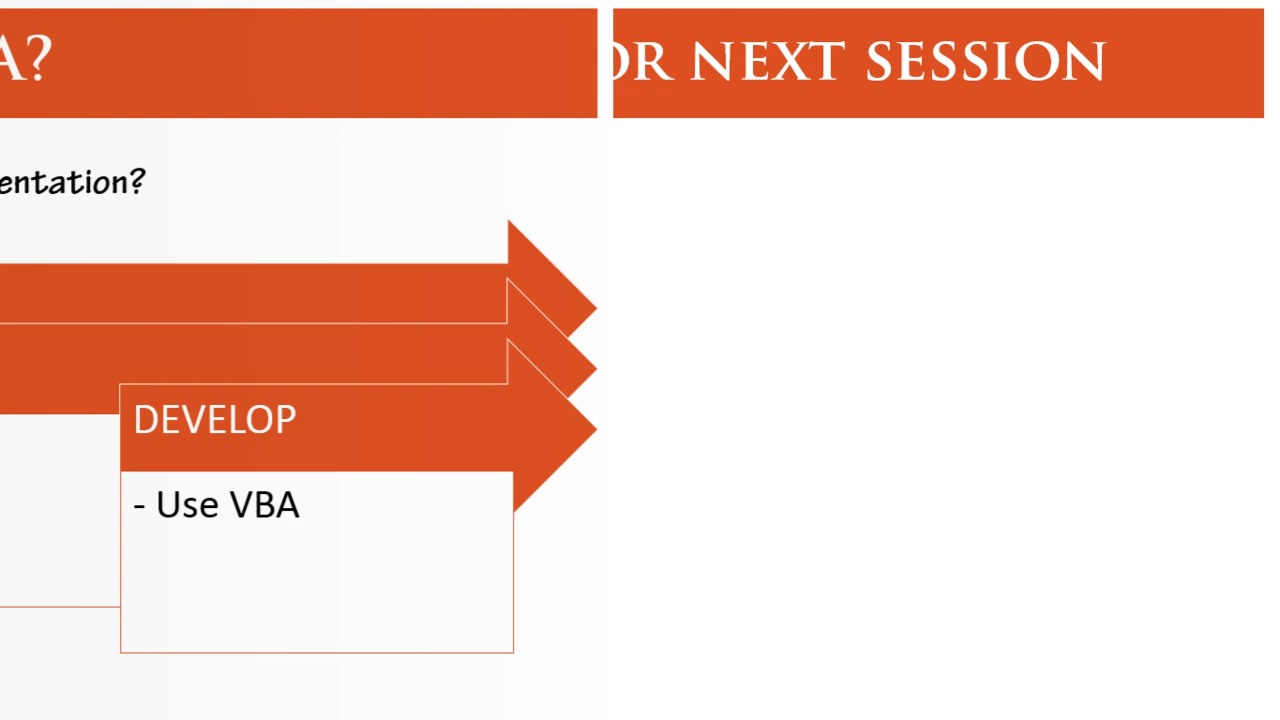 A?
OR NEXT SESSION
entation?
DEVELOP
- Use VBA